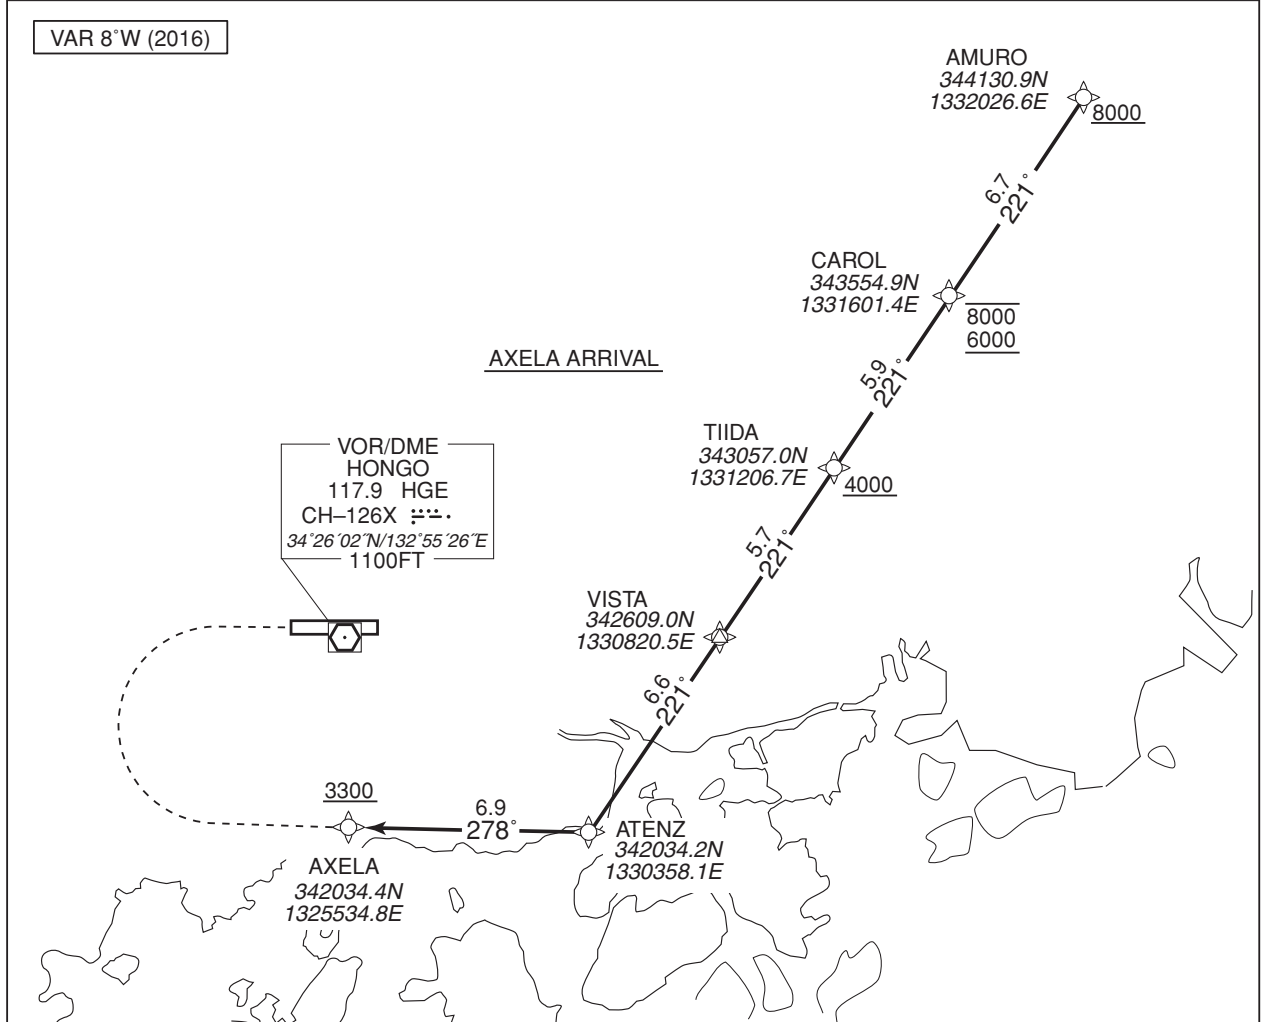 VAR 8°W (2016)
AMURO
344130.9N
1332026.6E
8000
6.7
221°
CAROL
343554.9N
1331601.4E
8000
6000
5.9
221°
AXELA ARRIVAL
TIIDA
343057.0N
1331206.7E
4000
VOR/DME
HONGO
117.9 HGE
CH–126X
34°26´02˝N/132°55´26˝E
1100FT
5.7
221°
VISTA
342609.0N
1330820.5E
6.6
221°
3300
6.9
278°
ATENZ
342034.2N
1330358.1E
AXELA
342034.4N
1325534.8E